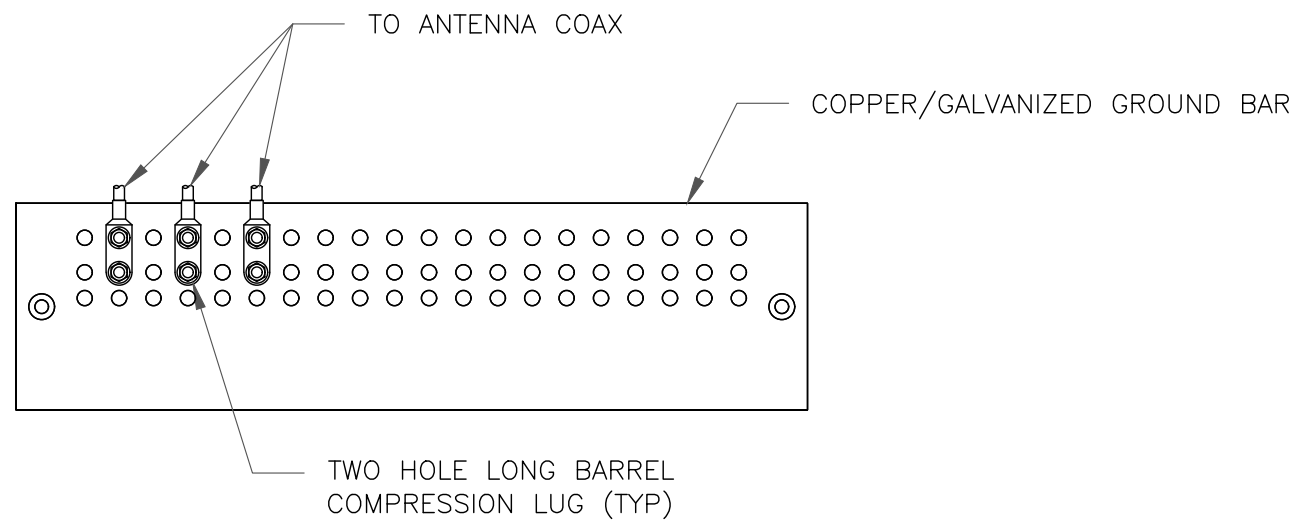 TO ANTENNA COAX
COPPER/GALVANIZED GROUND BAR
TWO HOLE LONG BARREL
COMPRESSION LUG (TYP)